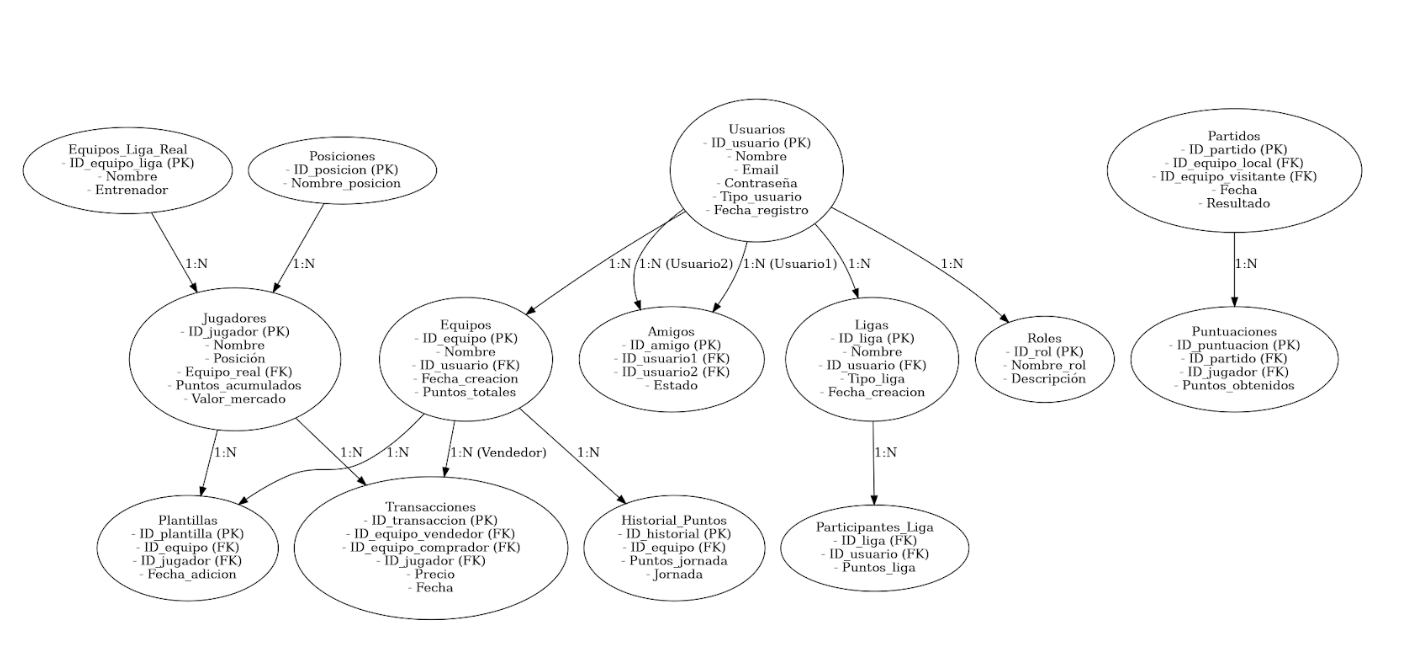 Equipos_Liga_Real
- ID_equipo_liga (PK)
- Nombre
- Entrenador
Posiciones
- ID_posicion (PK)
- Nombre_posicion
Usuarios
- ID_usuario (PK)
- Nombre
- Email
- Contraseña
- Tipo_usuario
- Fecha_registro
Partidos
- ID_partido (PK)
- ID_equipo_local (FK)
- ID_equipo_visitante (FK)
- Fecha
- Resultado
1:N
1:N
1:N
1:N (Usuario2)
1:N (Usuario1)
1:N
1:N
1:N
Jugadores
- ID_jugador (PK)
- Nombre
- Posición
- Equipo_real (FK)
- Puntos_acumulados
- Valor_mercado
Equipos
- ID_equipo (PK)
- Nombre
- ID_usuario (FK)
- Fecha_creacion
- Puntos_totales
Amigos
- ID_amigo (PK)
- ID_usuario1 (FK)
- ID_usuario2 (FK)
- Estado
Ligas
- ID_liga (PK)
- Nombre
- ID_usuario (FK)
- Tipo_liga
- Fecha_creacion
Roles
- ID_rol (PK)
- Nombre_rol
- Descripción
Puntuaciones
- ID_puntuacion (PK)
- ID_partido (FK)
- ID_jugador (FK)
- Puntos_obtenidos
1:N
1:N
1:N
1:N (Vendedor)
1:N
1:N
Plantillas
- ID_plantilla (PK)
- ID_equipo (FK)
- ID_jugador (FK)
- Fecha_adicion
Transacciones
- ID_transaccion (PK)
- ID_equipo_vendedor (FK)
- ID_equipo_comprador (FK)
- ID_jugador (FK)
- Precio
- Fecha
Historial_Puntos
- ID_historial (PK)
- ID_equipo (FK)
- Puntos_jornada
- Jornada
Participantes_Liga
- ID_liga (FK)
- ID_usuario (FK)
- Puntos_liga